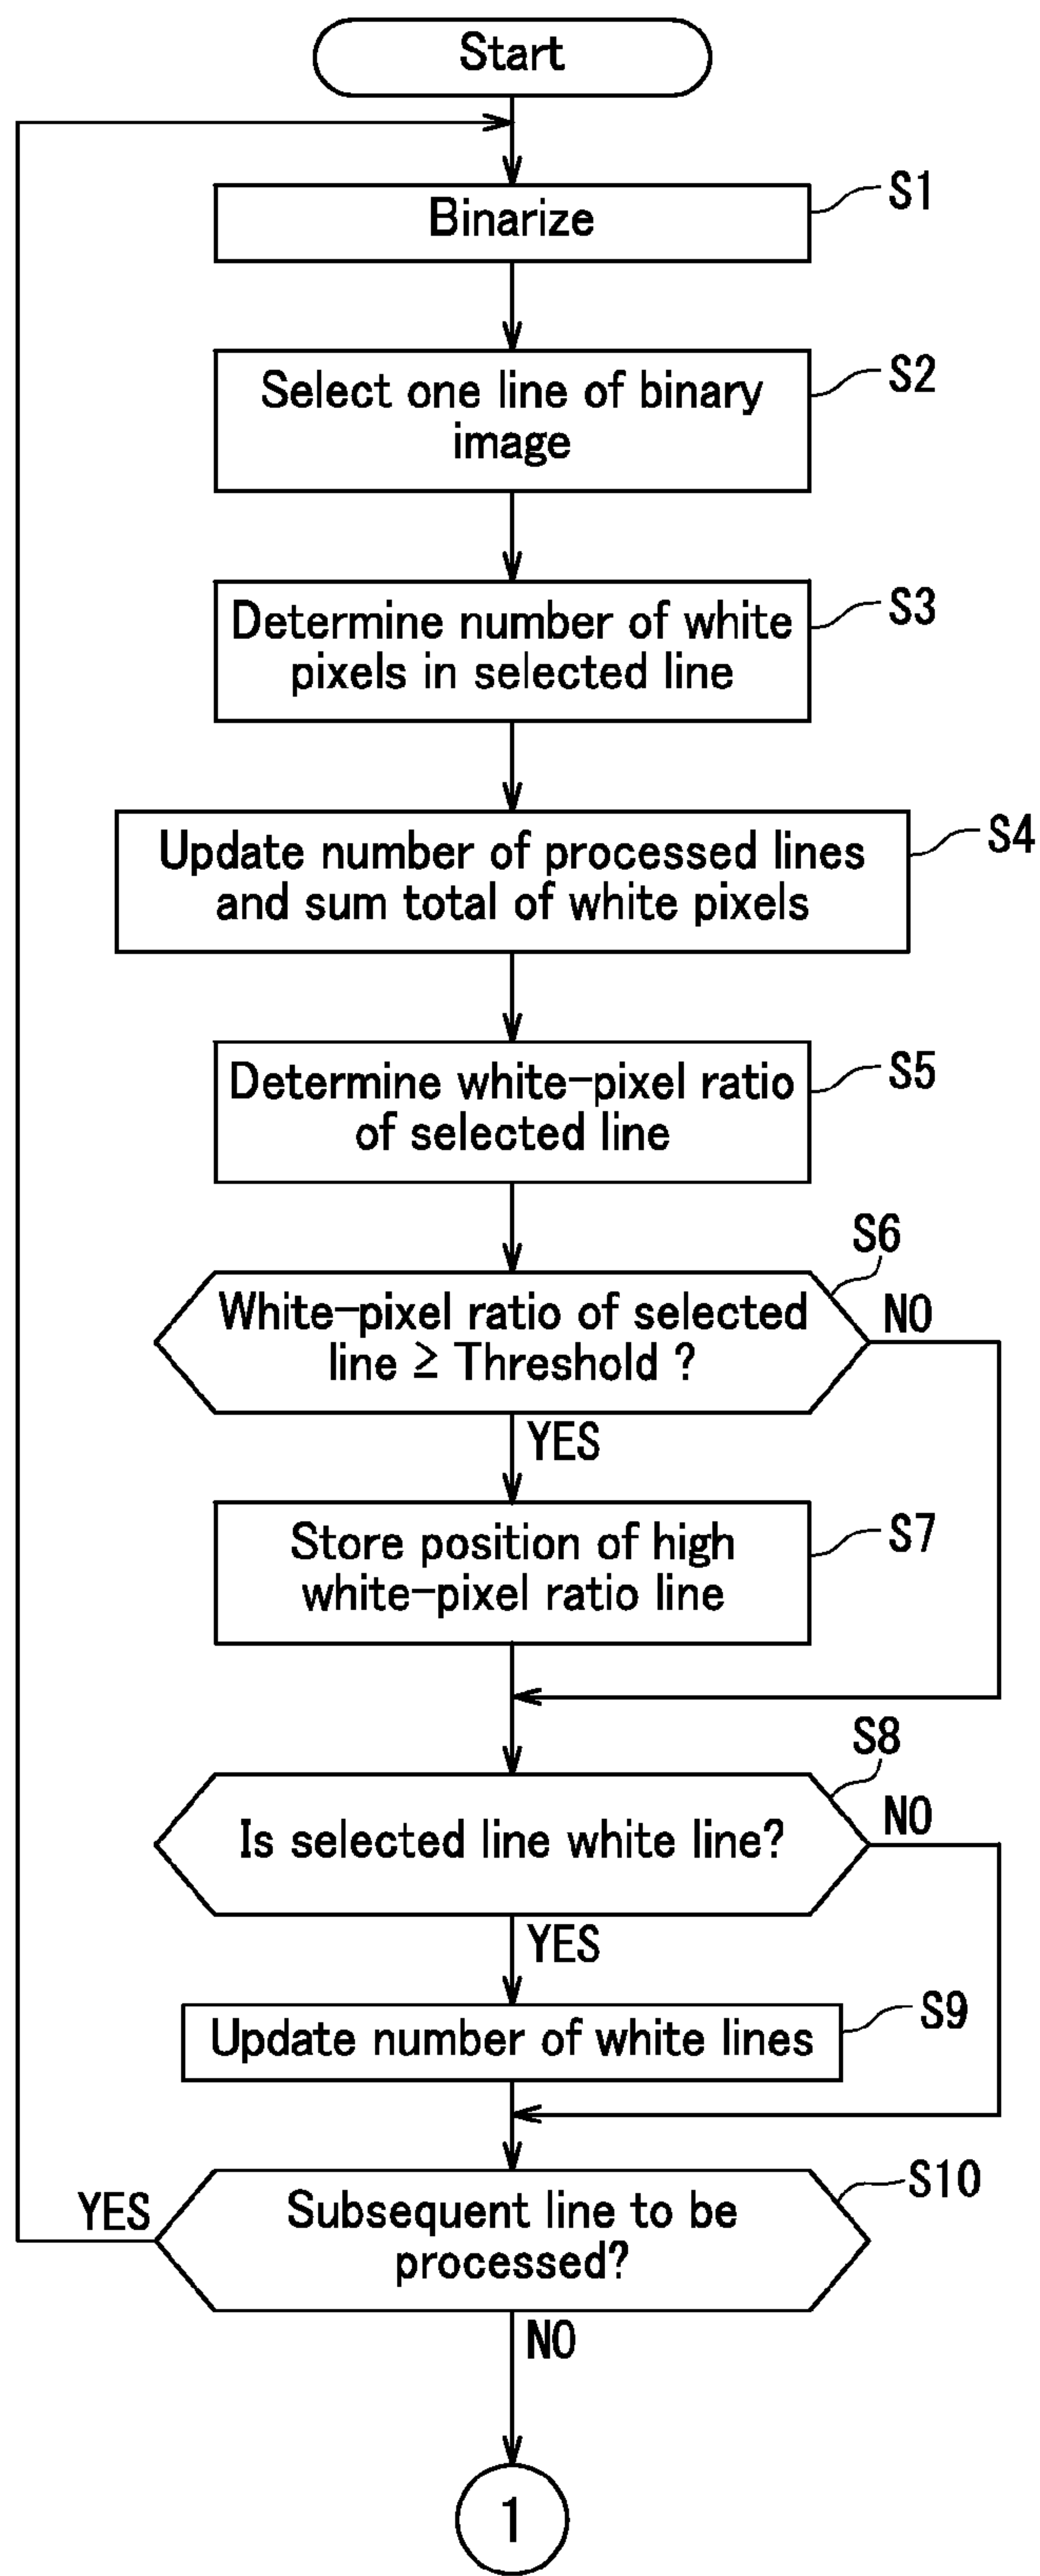 Start
Binarize
S1
Select one line of binary
image
S2
Determine number of white
pixels in selected line
S3
Update number of processed lines
and sum total of white pixels
S4
Determine white-pixel ratio
of selected line
S5
S6
White-pixel ratio of selected
line ≥ Threshold ?
NO
YES
Store position of high
white-pixel ratio line
S7
S8
Is selected line white line?
NO
YES
Update number of white lines
S9
S10
YES
Subsequent line to be
processed?
NO
1